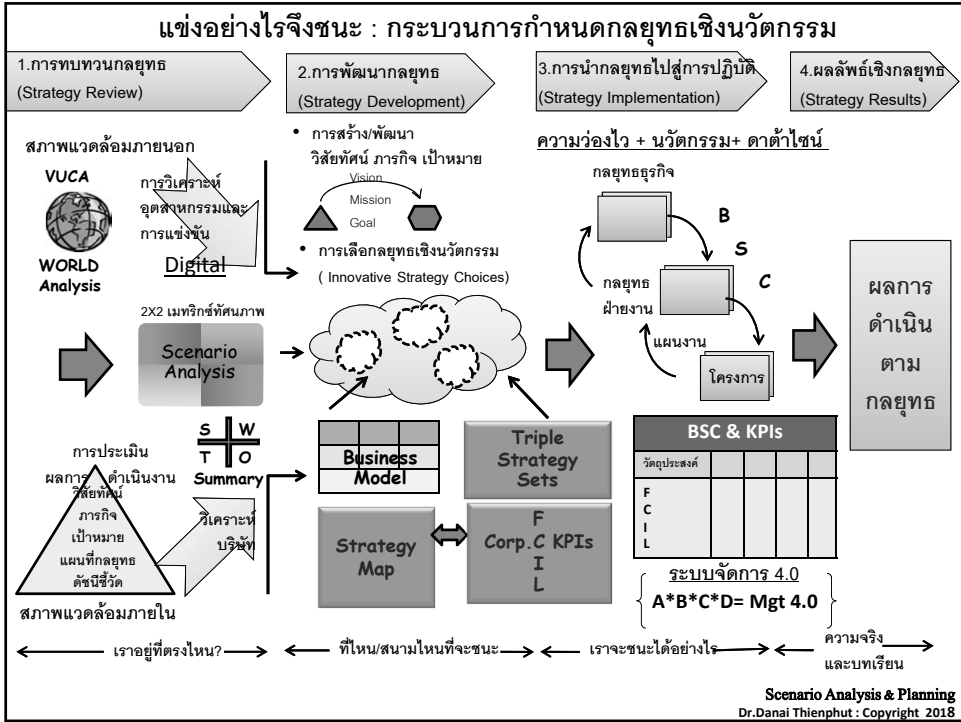 แข่งอย่างไรจึงชนะ : กระบวนการกำหนดกลยุทธเชิงนวัตกรรม
1.การทบทวนกลยุทธ
(Strategy Review)
2.การพัฒนากลยุทธ
(Strategy Development)
3.การนำกลยุทธไปสู่การปฏิบัติ
(Strategy Implementation)
4.ผลลัพธ์เชิงกลยุทธ
(Strategy Results)
สภาพแวดล้อมภายนอก
VUCA
WORLD
Analysis
การวิเคราะห์
อุตสาหกรรมและ
การแข่งขัน
Digital
2X2 เมทริกซ์ทัศนภาพ
Scenario
Analysis
S W
T O
Summary
การประเมิน
ผลการ ดำเนินงาน
วิสัยทัศน์
ภารกิจ
เป้าหมาย
แผนที่กลยุทธ
ดัชนีชี้วัด
วิเคราะห์
บริษัท
สภาพแวดล้อมภายใน
• การสร้าง/พัฒนา
วิสัยทัศน์ ภารกิจ เป้าหมาย
Vision
Mission
Goal
• การเลือกกลยุทธเชิงนวัตกรรม
( Innovative Strategy Choices)
Business
Model
Triple
Strategy
Sets
Strategy
Map
F
Corp.C KPIs
I
L
ความว่องไว + นวัตกรรม+ ดาต้าไซน์
กลยุทธธุรกิจ
B
S
C
กลยุทธ
ฝ่ายงาน
แผนงาน
โครงการ
BSC & KPIs
วัตถุประสงค์
F
C
I
L
ระบบจัดการ 4.0
A*B*C*D= Mgt 4.0
ผลการ
ดำเนิน
ตาม
กลยุทธ
เราอยู่ที่ตรงไหน?
ที่ไหน/สนามไหนที่จะชนะ
เราจะชนะได้อย่างไร
ความจริง
และบทเรียน
Scenario Analysis & Planning
Dr.Danai Thienphut : Copyright 2018